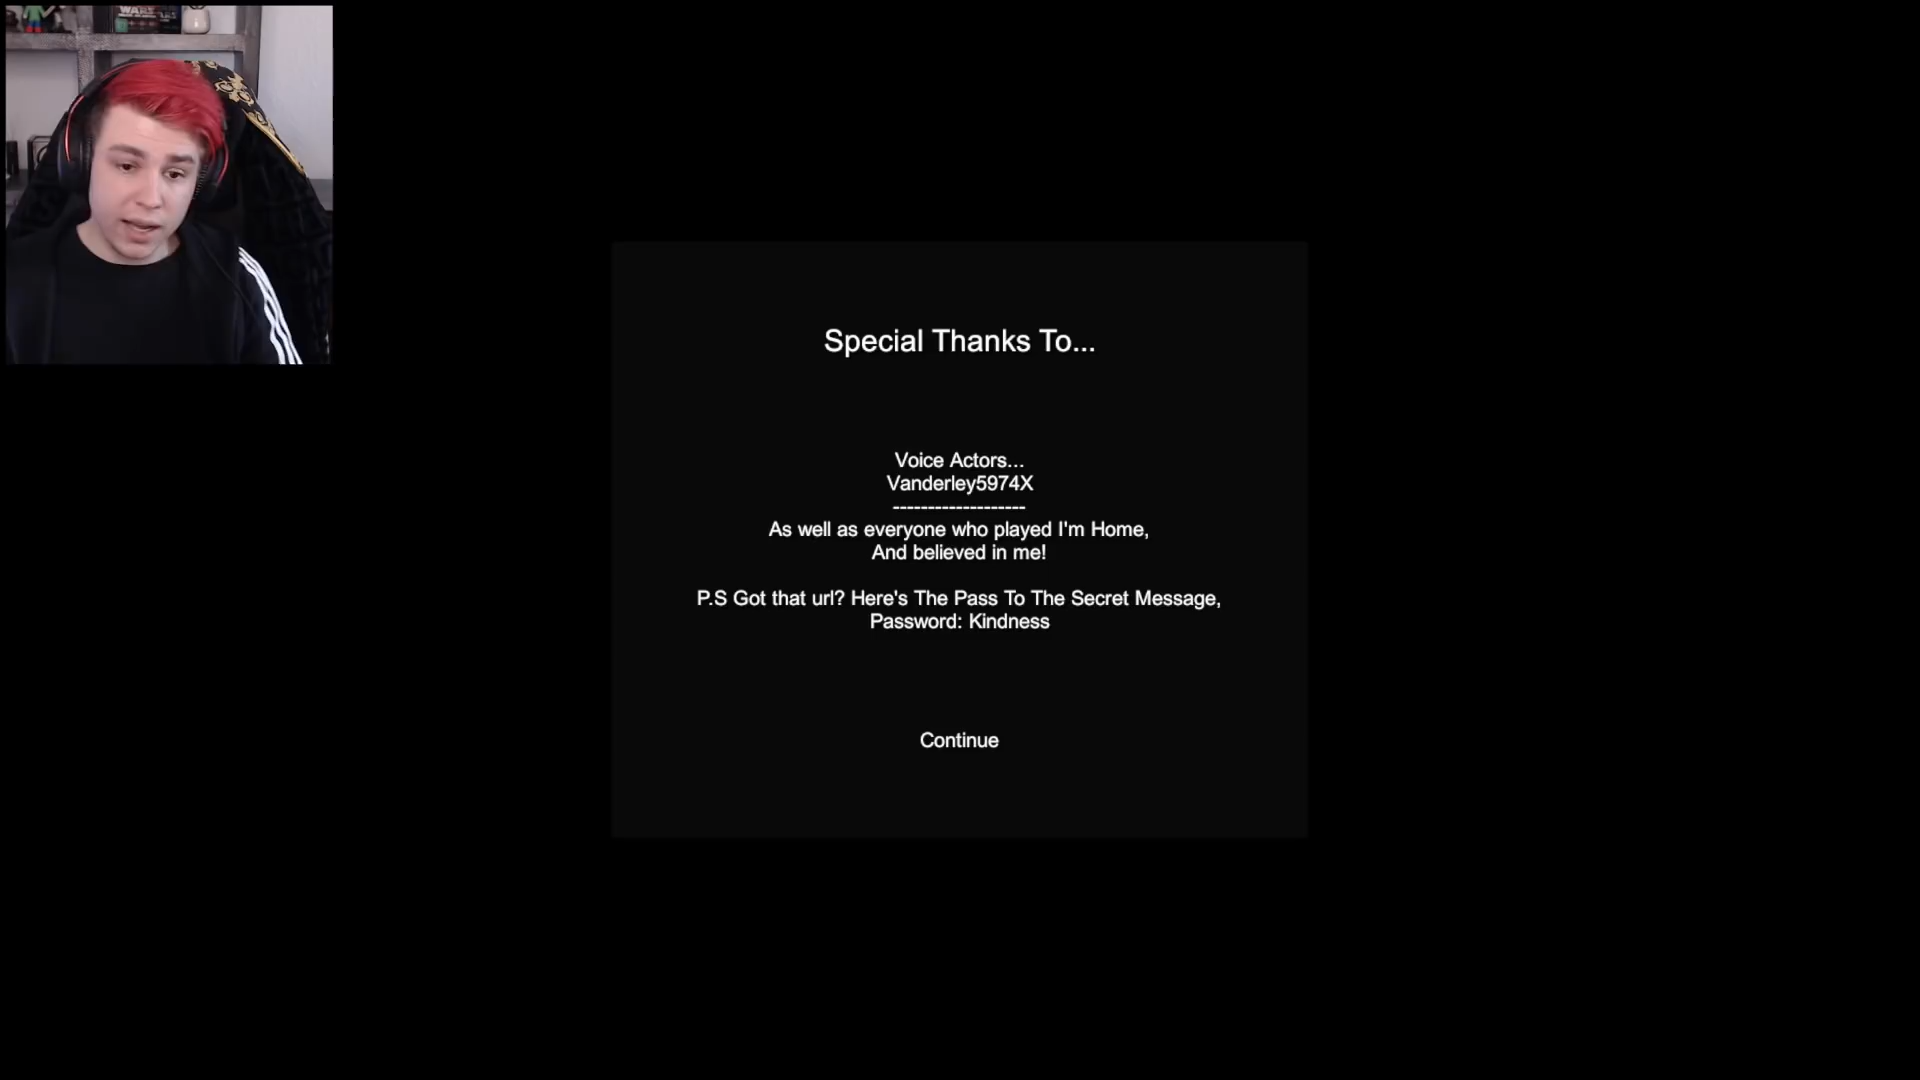 WARS
Special Thanks To...
Voice Actors...
Vanderley5974X
-------------------
As well as everyone who played I'm Home,
And believed in me!
P.S Got that url? Here's The Pass To The Secret Message,
Password: Kindness
Continue